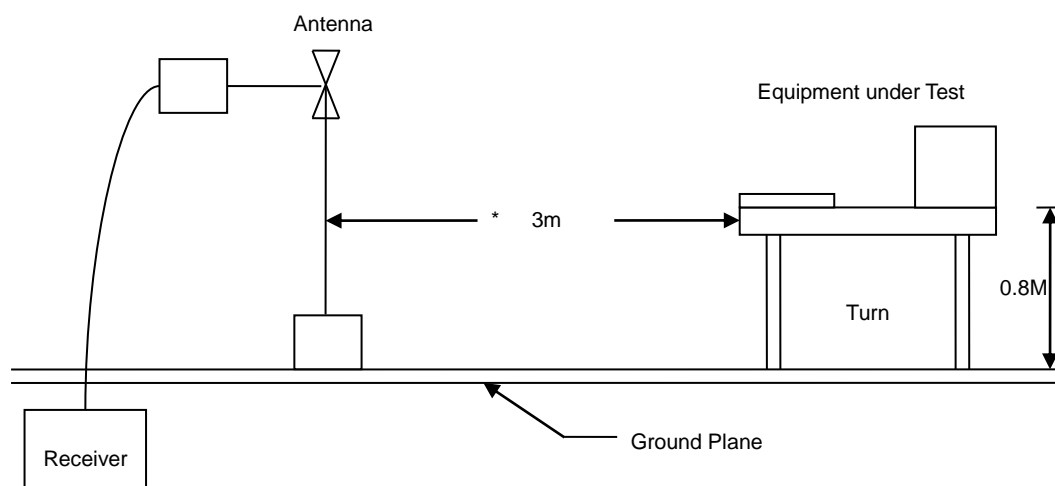 Antenna
Equipment under Test
* 3m
0.8M
Turn
Ground Plane
Receiver